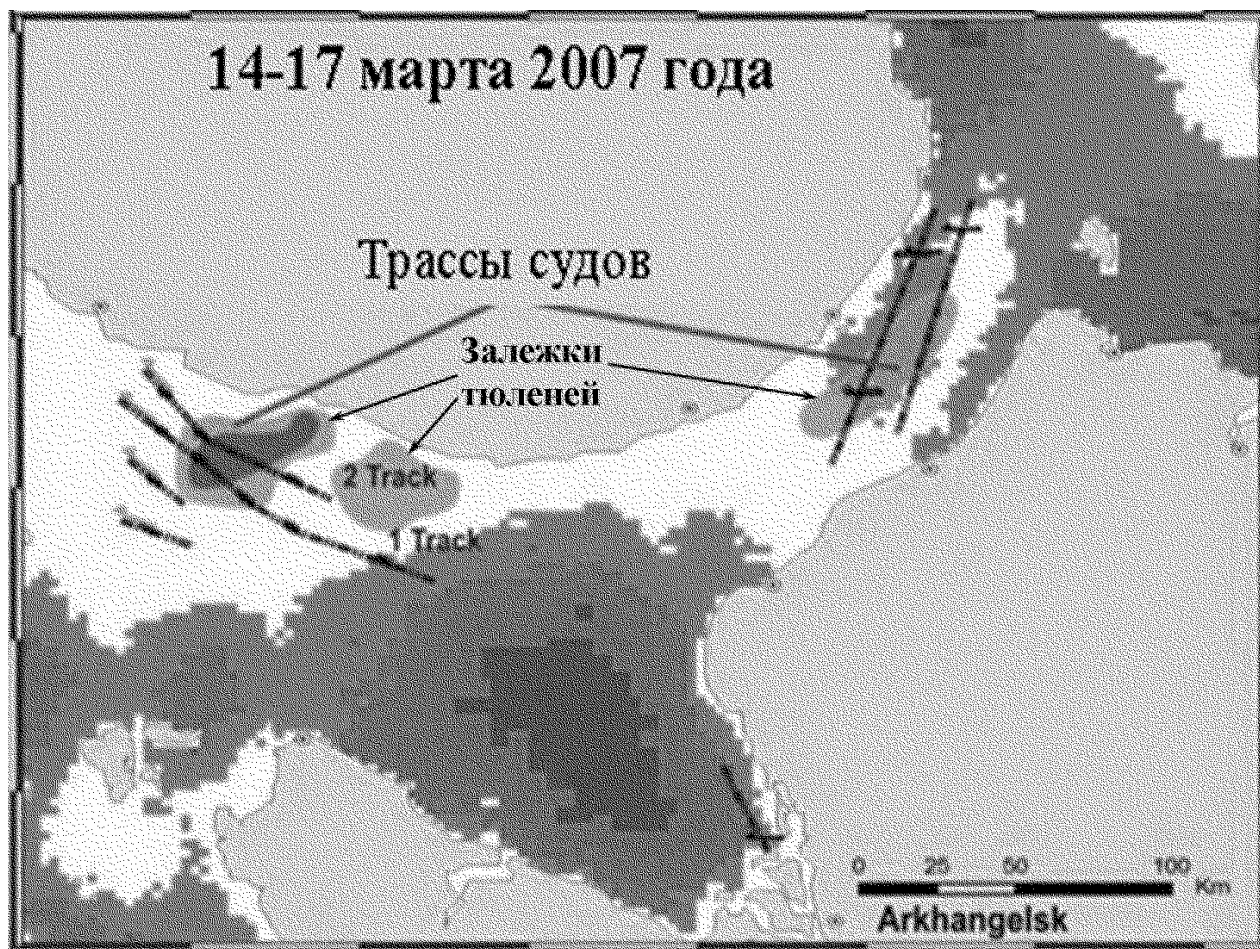 14-17 марта 2007 года
Трассы судов
Залежки
тюленей
2 Track
1 Track
0 25 50 100
Km
Arkhangelsk